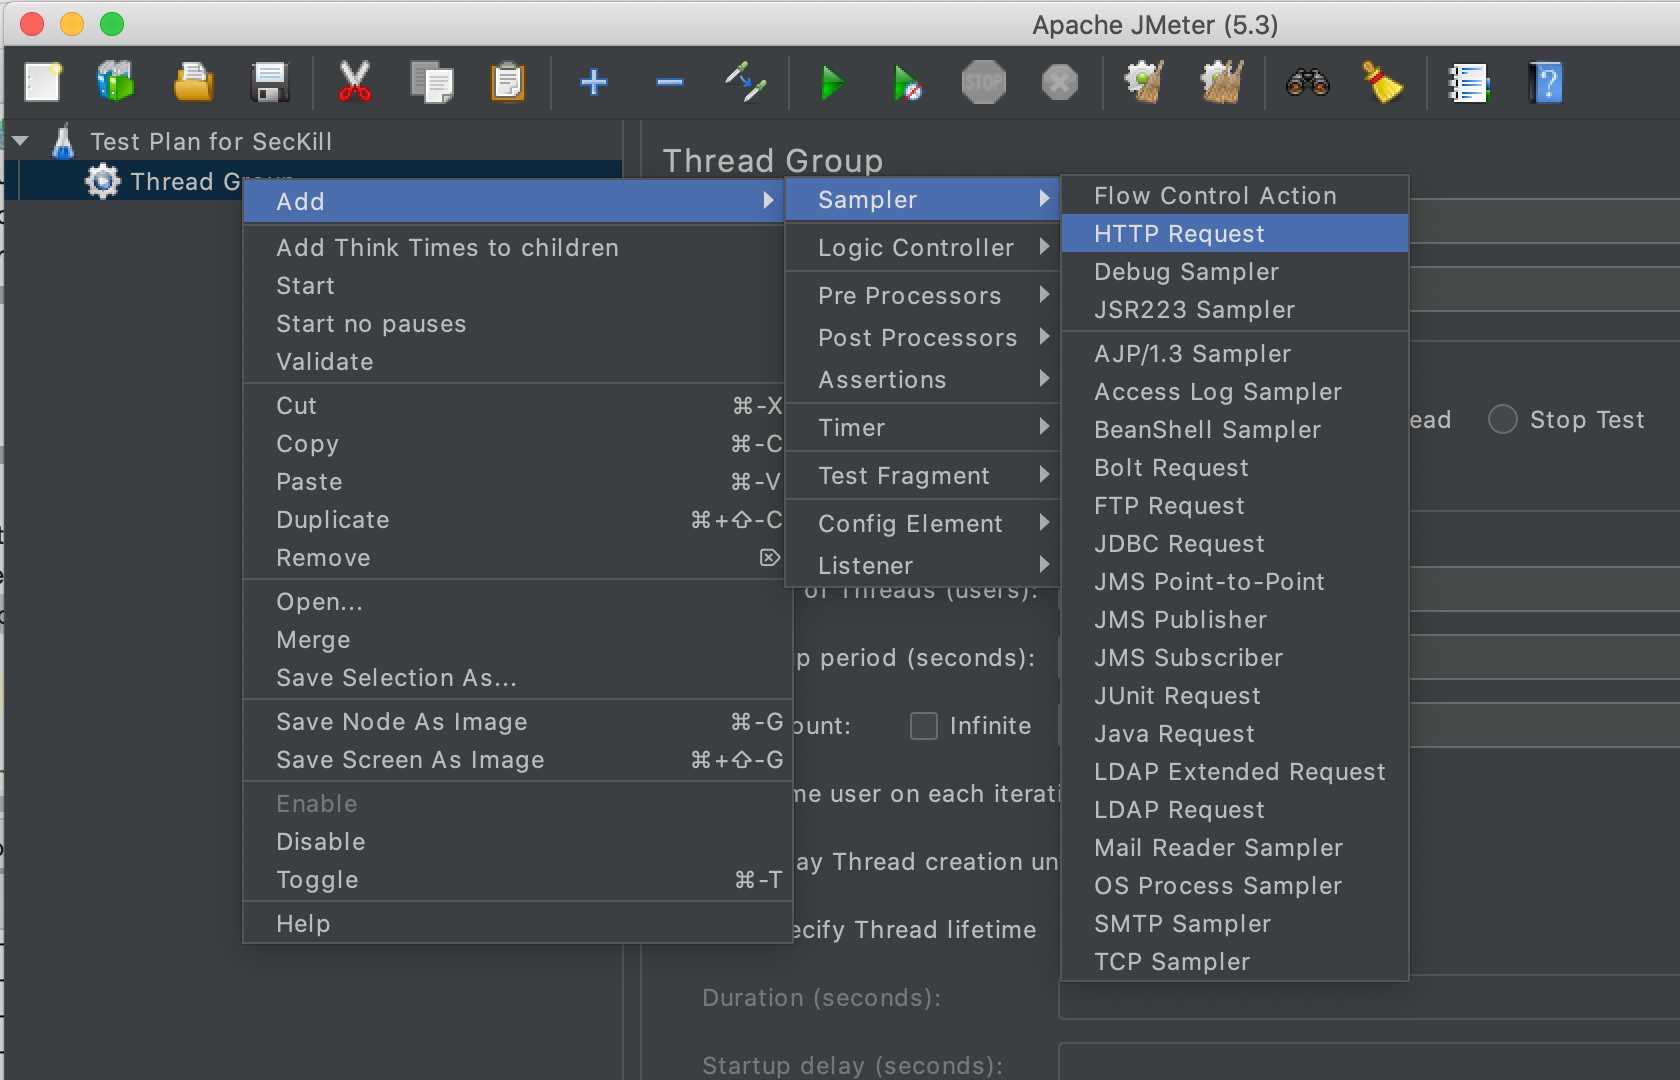 Apache JMeter (5.3)
STOP
Test Plan for SecKill
Thread Group
Thread Group
Add
Add Think Times to children
Start
Start no pauses
Validate
Cut ⌘-X
Copy ⌘-C
Paste ⌘-V
Duplicate ⌘+⇧-C
Remove ⌦
Open...
Merge
Save Selection As...
Save Node As Image ⌘-G
Save Screen As Image ⌘+⇧-G
Enable
Disable
Toggle ⌘-T
Help
Sampler
Logic Controller
Pre Processors
Post Processors
Assertions
Timer
Test Fragment
Config Element
Listener
Flow Control Action
HTTP Request
Debug Sampler
JSR223 Sampler
AJP/1.3 Sampler
Access Log Sampler
BeanShell Sampler
Bolt Request
FTP Request
JDBC Request
JMS Point-to-Point
JMS Publisher
JMS Subscriber
JUnit Request
Java Request
LDAP Extended Request
LDAP Request
Mail Reader Sampler
OS Process Sampler
SMTP Sampler
TCP Sampler
ead Stop Test
of Threads (users):
p period (seconds):
ount: Infinite
me user on each iterati
ay Thread creation un
ecify Thread lifetime
Duration (seconds):
Startup delay (seconds):